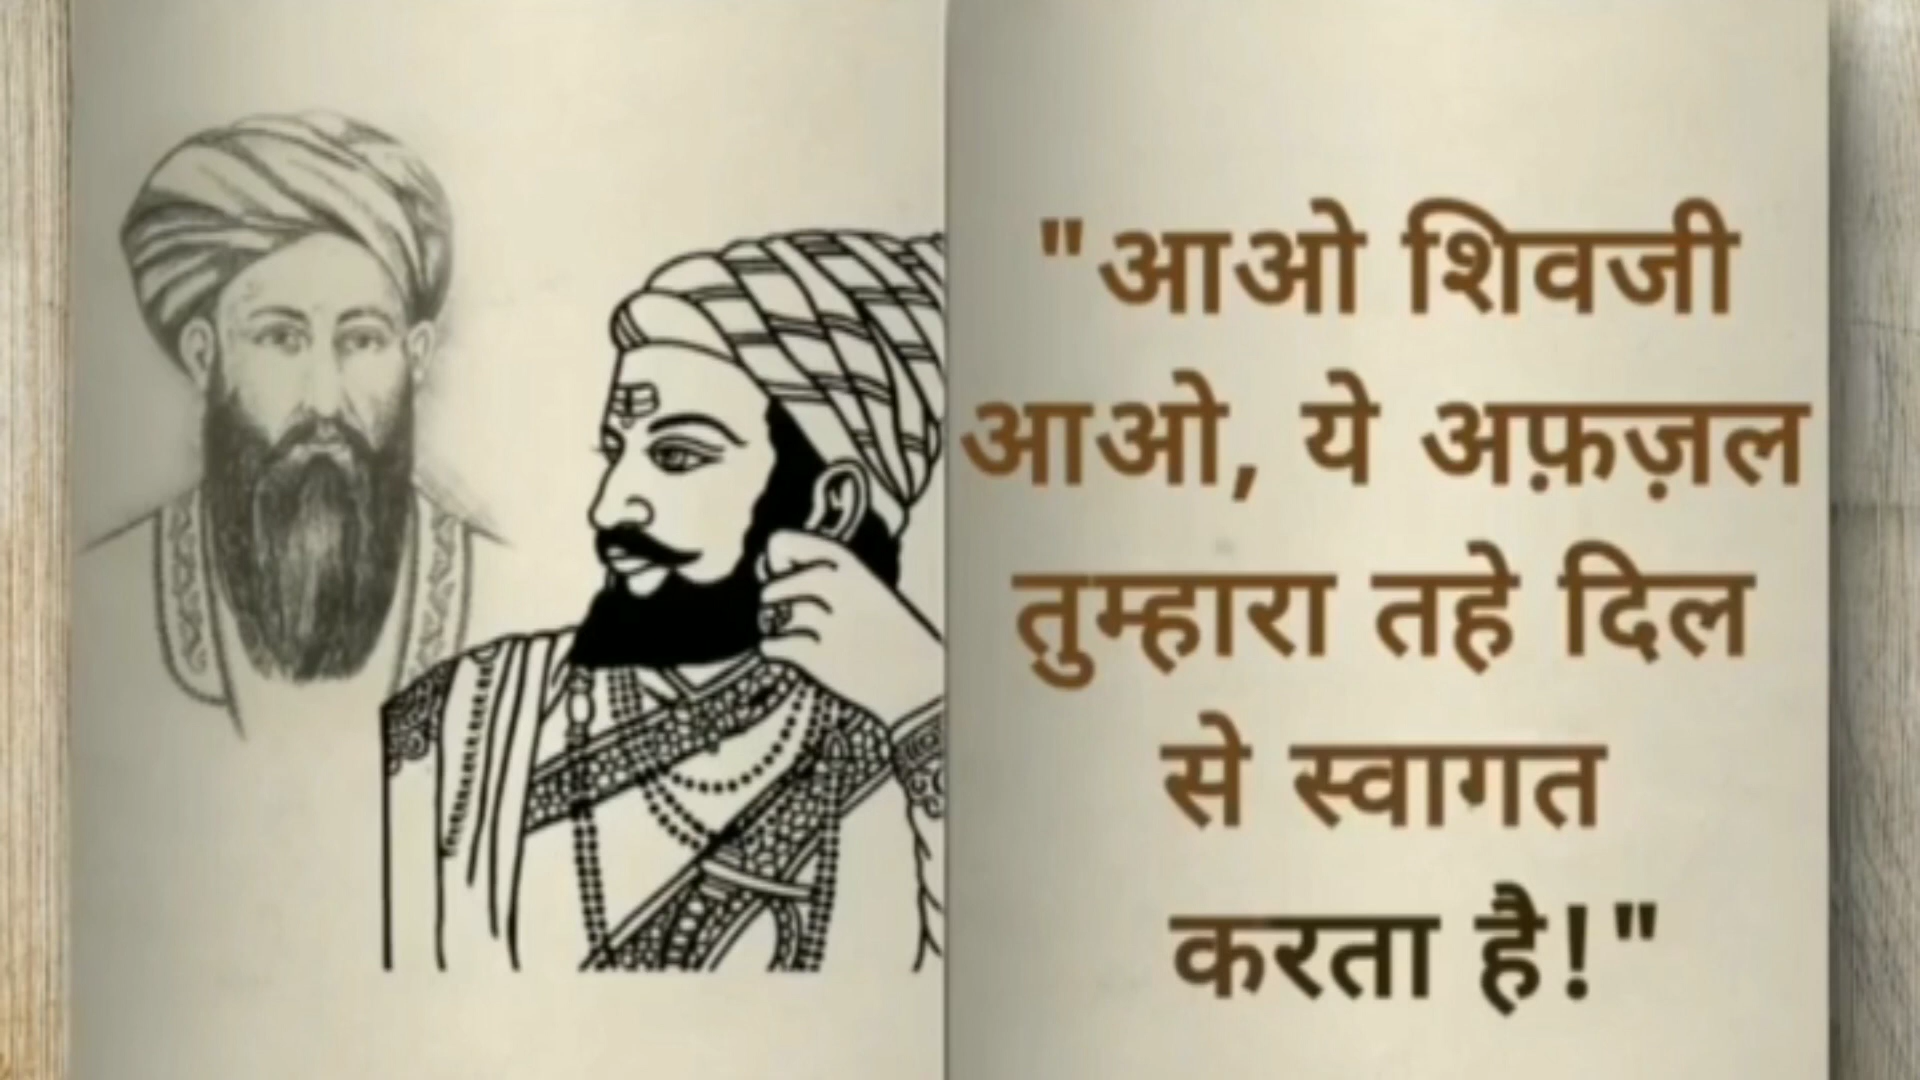 "आओ शिवजी
आओ, ये अफ़ज़ल
तुम्हारा तहे दिल
से स्वागत
करता है!"